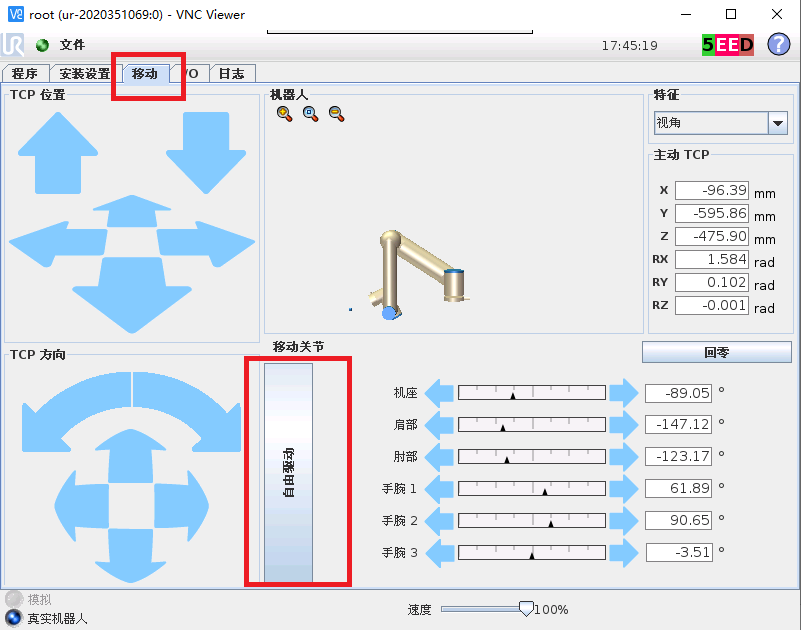 root (ur-2020351069:0) - VNC Viewer
文件
17:45:19
5EED
?
程序 安装设置 移动 I/O 日志
TCP 位置
机器人
特征
视角
主动 TCP
X -96.39 mm
Y -595.86 mm
Z -475.90 mm
RX 1.584 rad
RY 0.102 rad
RZ -0.001 rad
TCP 方向
移动关节
回零
自由驱动
机座 -89.05 °
肩部 -147.12 °
肘部 -123.17 °
手腕 1 61.89 °
手腕 2 90.65 °
手腕 3 -3.51 °
模拟
真实机器人
速度 100%